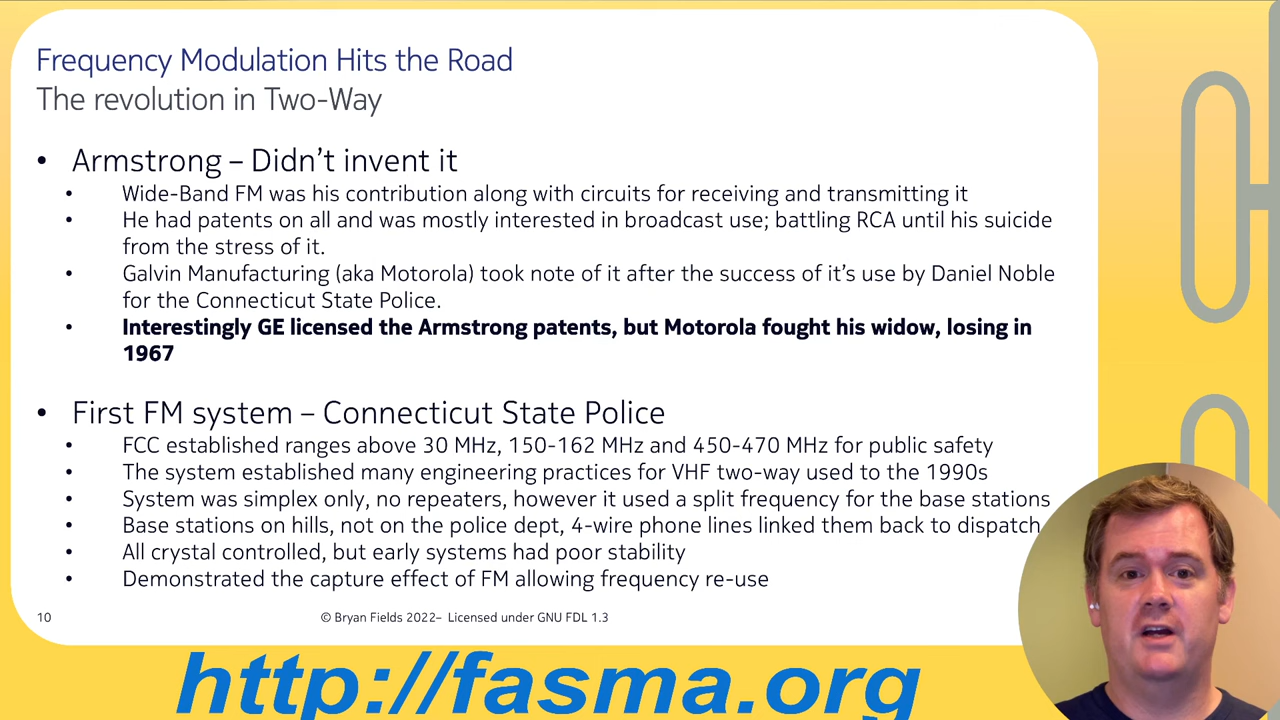 Frequency Modulation Hits the Road
The revolution in Two-Way
• Armstrong – Didn't invent it
• Wide-Band FM was his contribution along with circuits for receiving and transmitting it
• He had patents on all and was mostly interested in broadcast use; battling RCA until his suicide
from the stress of it.
• Galvin Manufacturing (aka Motorola) took note of it after the success of it's use by Daniel Noble
for the Connecticut State Police.
• Interestingly GE licensed the Armstrong patents, but Motorola fought his widow, losing in
1967
• First FM system – Connecticut State Police
• FCC established ranges above 30 MHz, 150-162 MHz and 450-470 MHz for public safety
• The system established many engineering practices for VHF two-way used to the 1990s
• System was simplex only, no repeaters, however it used a split frequency for the base stations
• Base stations on hills, not on the police dept, 4-wire phone lines linked them back to dispatch
• All crystal controlled, but early systems had poor stability
• Demonstrated the capture effect of FM allowing frequency re-use
10
© Bryan Fields 2022– Licensed under GNU FDL 1.3
http://fasma.org